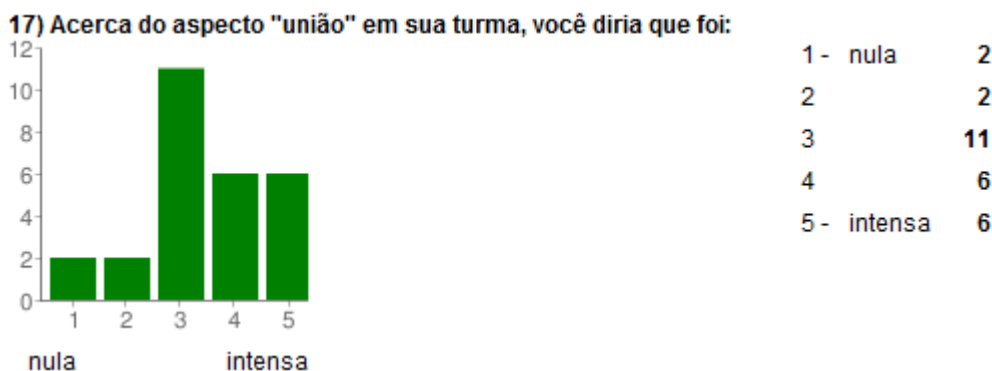 17) Acerca do aspecto "união" em sua turma, você diria que foi:
12
10
8
6
4
2
0
1 2 3 4 5
nula intensa
1 - nula 2
2 2
3 11
4 6
5 - intensa 6